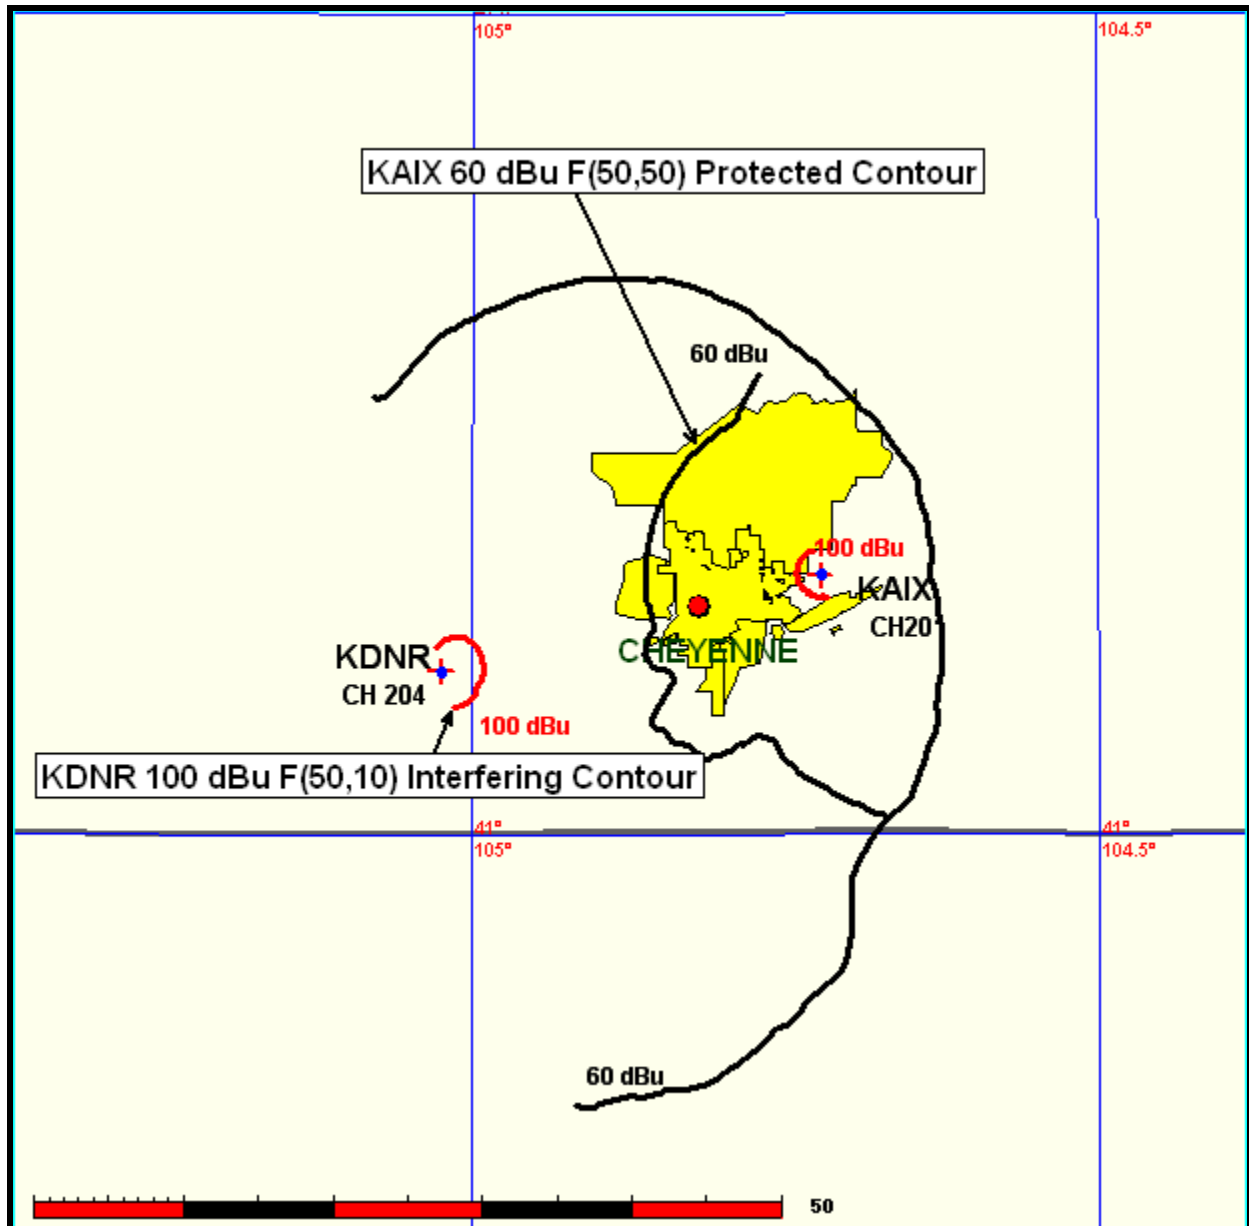 105°
104.5°
KAIX 60 dBu F(50,50) Protected Contour
60 dBu
100 dBu
KAIX
CH20
CHEYENNE
KDNR
CH 204
100 dBu
KDNR 100 dBu F(50,10) Interfering Contour
41°
105°
41°
104.5°
60 dBu
50